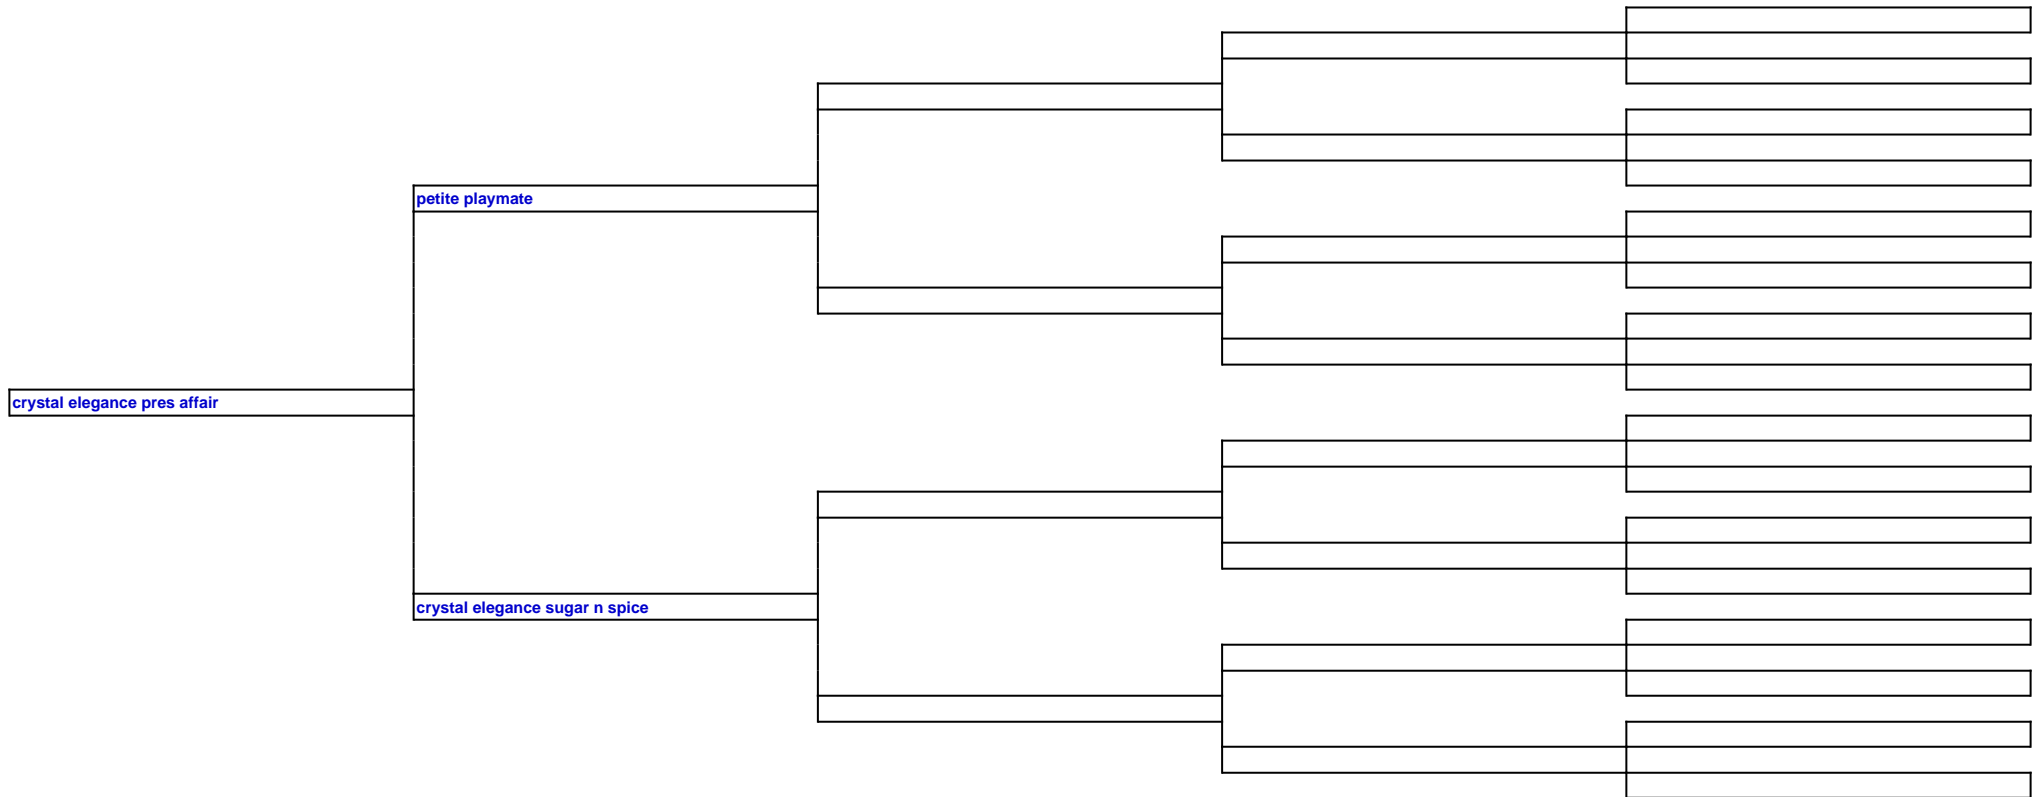 petite playmate
crystal elegance pres affair
crystal elegance sugar n spice